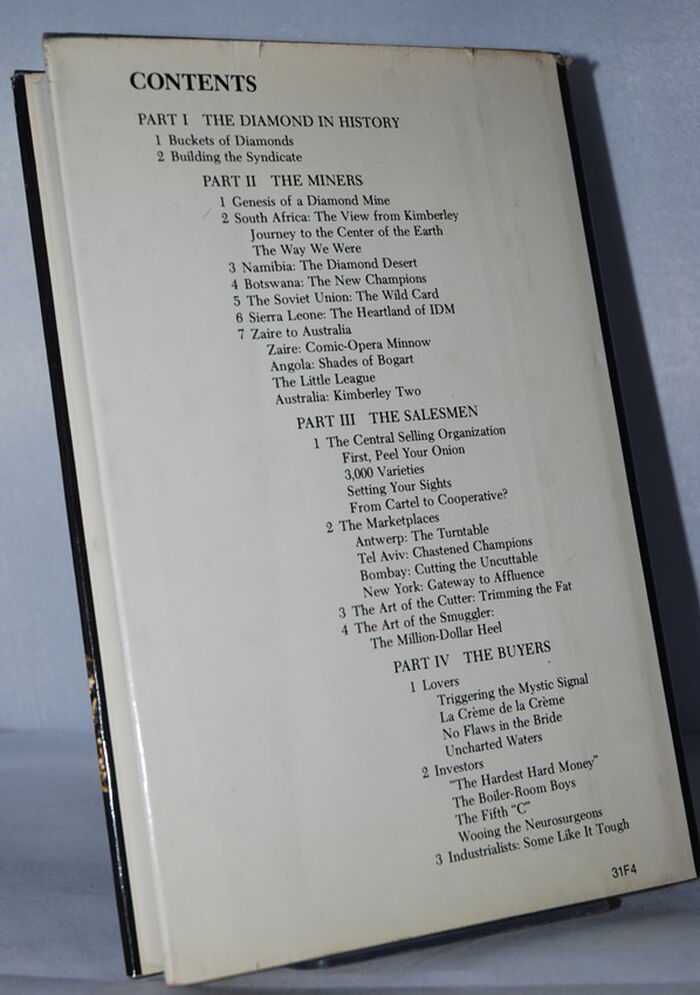 CONTENTS
PART I THE DIAMOND IN HISTORY
1 Buckets of Diamonds
2 Building the Syndicate
PART II THE MINERS
1 Genesis of a Diamond Mine
2 South Africa: The View from Kimberley
Journey to the Center of the Earth
The Way We Were
3 Namibia: The Diamond Desert
4 Botswana: The New Champions
5 The Soviet Union: The Wild Card
6 Sierra Leone: The Heartland of IDM
7 Zaire to Australia
Zaire: Comic-Opera Minnow
Angola: Shades of Bogart
The Little League
Australia: Kimberley Two
PART III THE SALESMEN
1 The Central Selling Organization
First, Peel Your Onion
3,000 Varieties
Setting Your Sights
From Cartel to Cooperative?
2 The Marketplaces
Antwerp: The Turntable
Tel Aviv: Chastened Champions
Bombay: Cutting the Uncuttable
New York: Gateway to Affluence
3 The Art of the Cutter: Trimming the Fat
4 The Art of the Smuggler:
The Million-Dollar Heel
PART IV THE BUYERS
1 Lovers
Triggering the Mystic Signal
La Crème de la Crème
No Flaws in the Bride
Uncharted Waters
2 Investors
"The Hardest Hard Money"
The Boiler-Room Boys
The Fifth "C"
Wooing the Neurosurgeons
3 Industrialists: Some Like It Tough
31F4